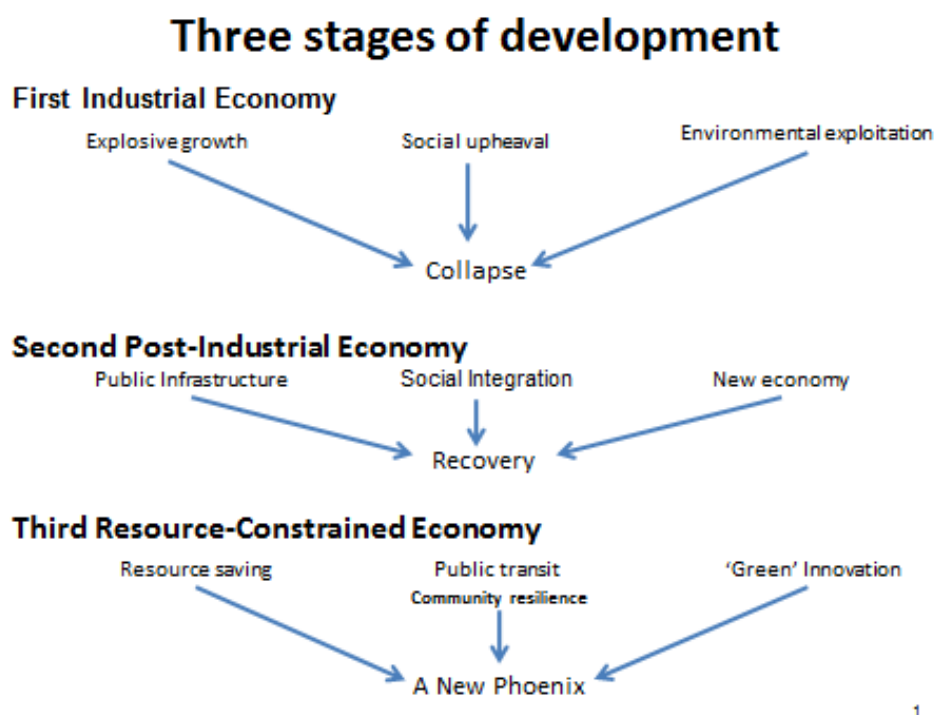 Three stages of development
First Industrial Economy
Explosive growth
Social upheaval
Environmental exploitation
Collapse
Second Post-Industrial Economy
Public Infrastructure
Social Integration
New economy
Recovery
Third Resource-Constrained Economy
Resource saving
Public transit
Community resilience
‘Green’ Innovation
A New Phoenix
1